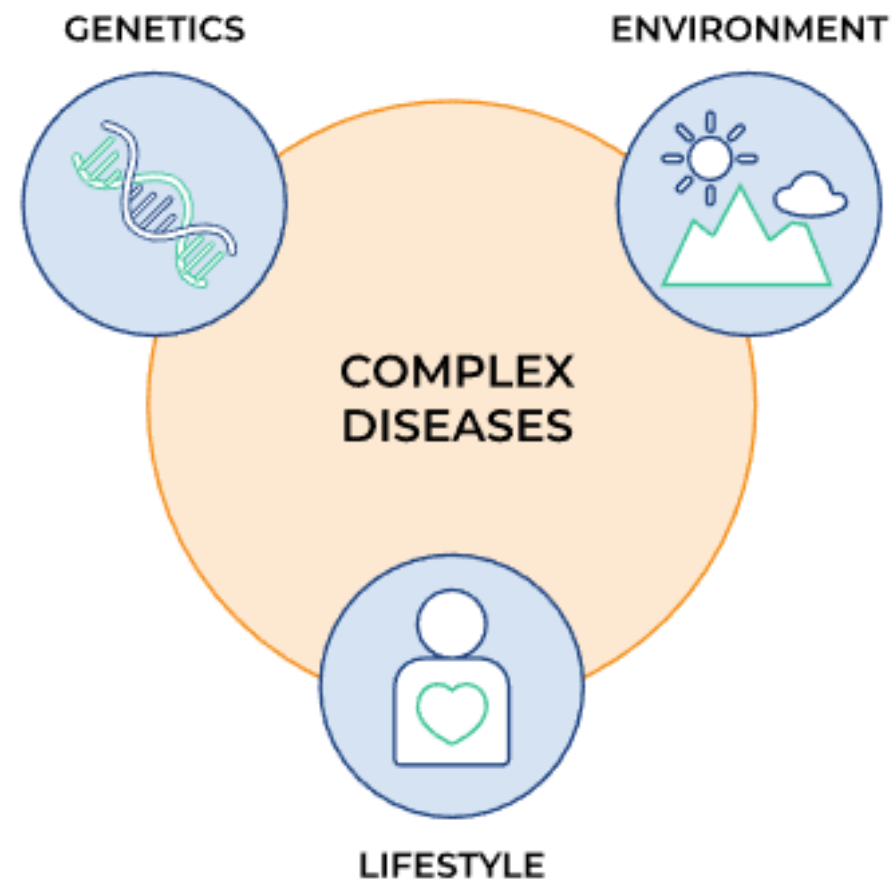 GENETICS
ENVIRONMENT
COMPLEX
DISEASES
LIFESTYLE